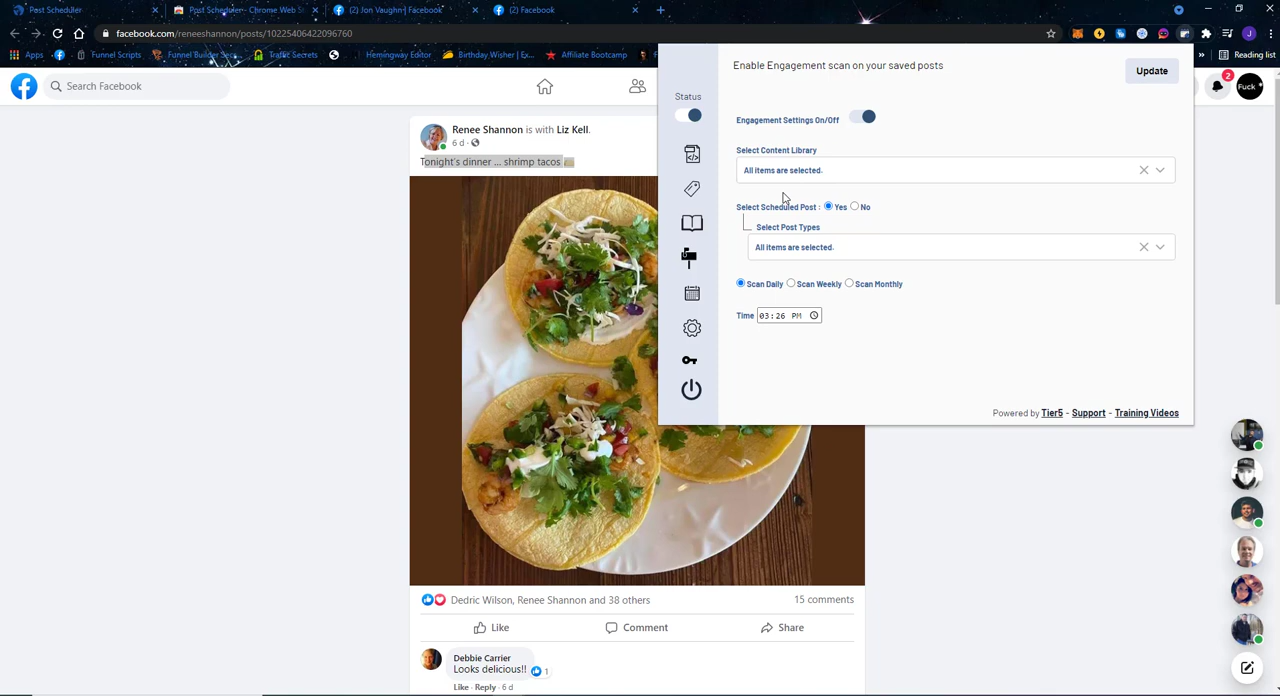 Post Scheduler
Post Scheduler - Chrome Web S
(2) Jon Vaughn | Facebook
(2) Facebook
facebook.com/reneeshannon/posts/10225406422096760
Apps
Funnel Scripts
Funnel Builder Sec
Traffic Secrets
Hemingway Editor
Birthday Wisher | Ex...
Affiliate Bootcamp
Reading list
Search Facebook
2
Fuck
Renee Shannon is with Liz Kell.
6 d
Tonight's dinner ... shrimp tacos
Enable Engagement scan on your saved posts
Update
Status
Engagement Settings On/Off
Select Content Library
All items are selected.
Select Scheduled Post : Yes No
Select Post Types
All items are selected.
Scan Daily Scan Weekly Scan Monthly
Time 03:26 PM
Powered by Tier5 - Support - Training Videos
Dedric Wilson, Renee Shannon and 38 others
15 comments
Like
Comment
Share
Debbie Carrier
Looks delicious!!
1
Like · Reply · 6 d